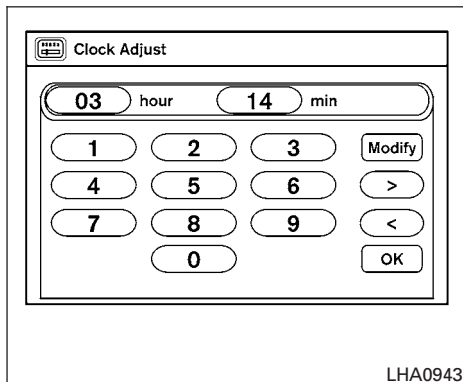 Clock Adjust
03 hour 14 min
1 2 3 Modify
4 5 6 >
7 8 9 <
0 OK
LHA0943